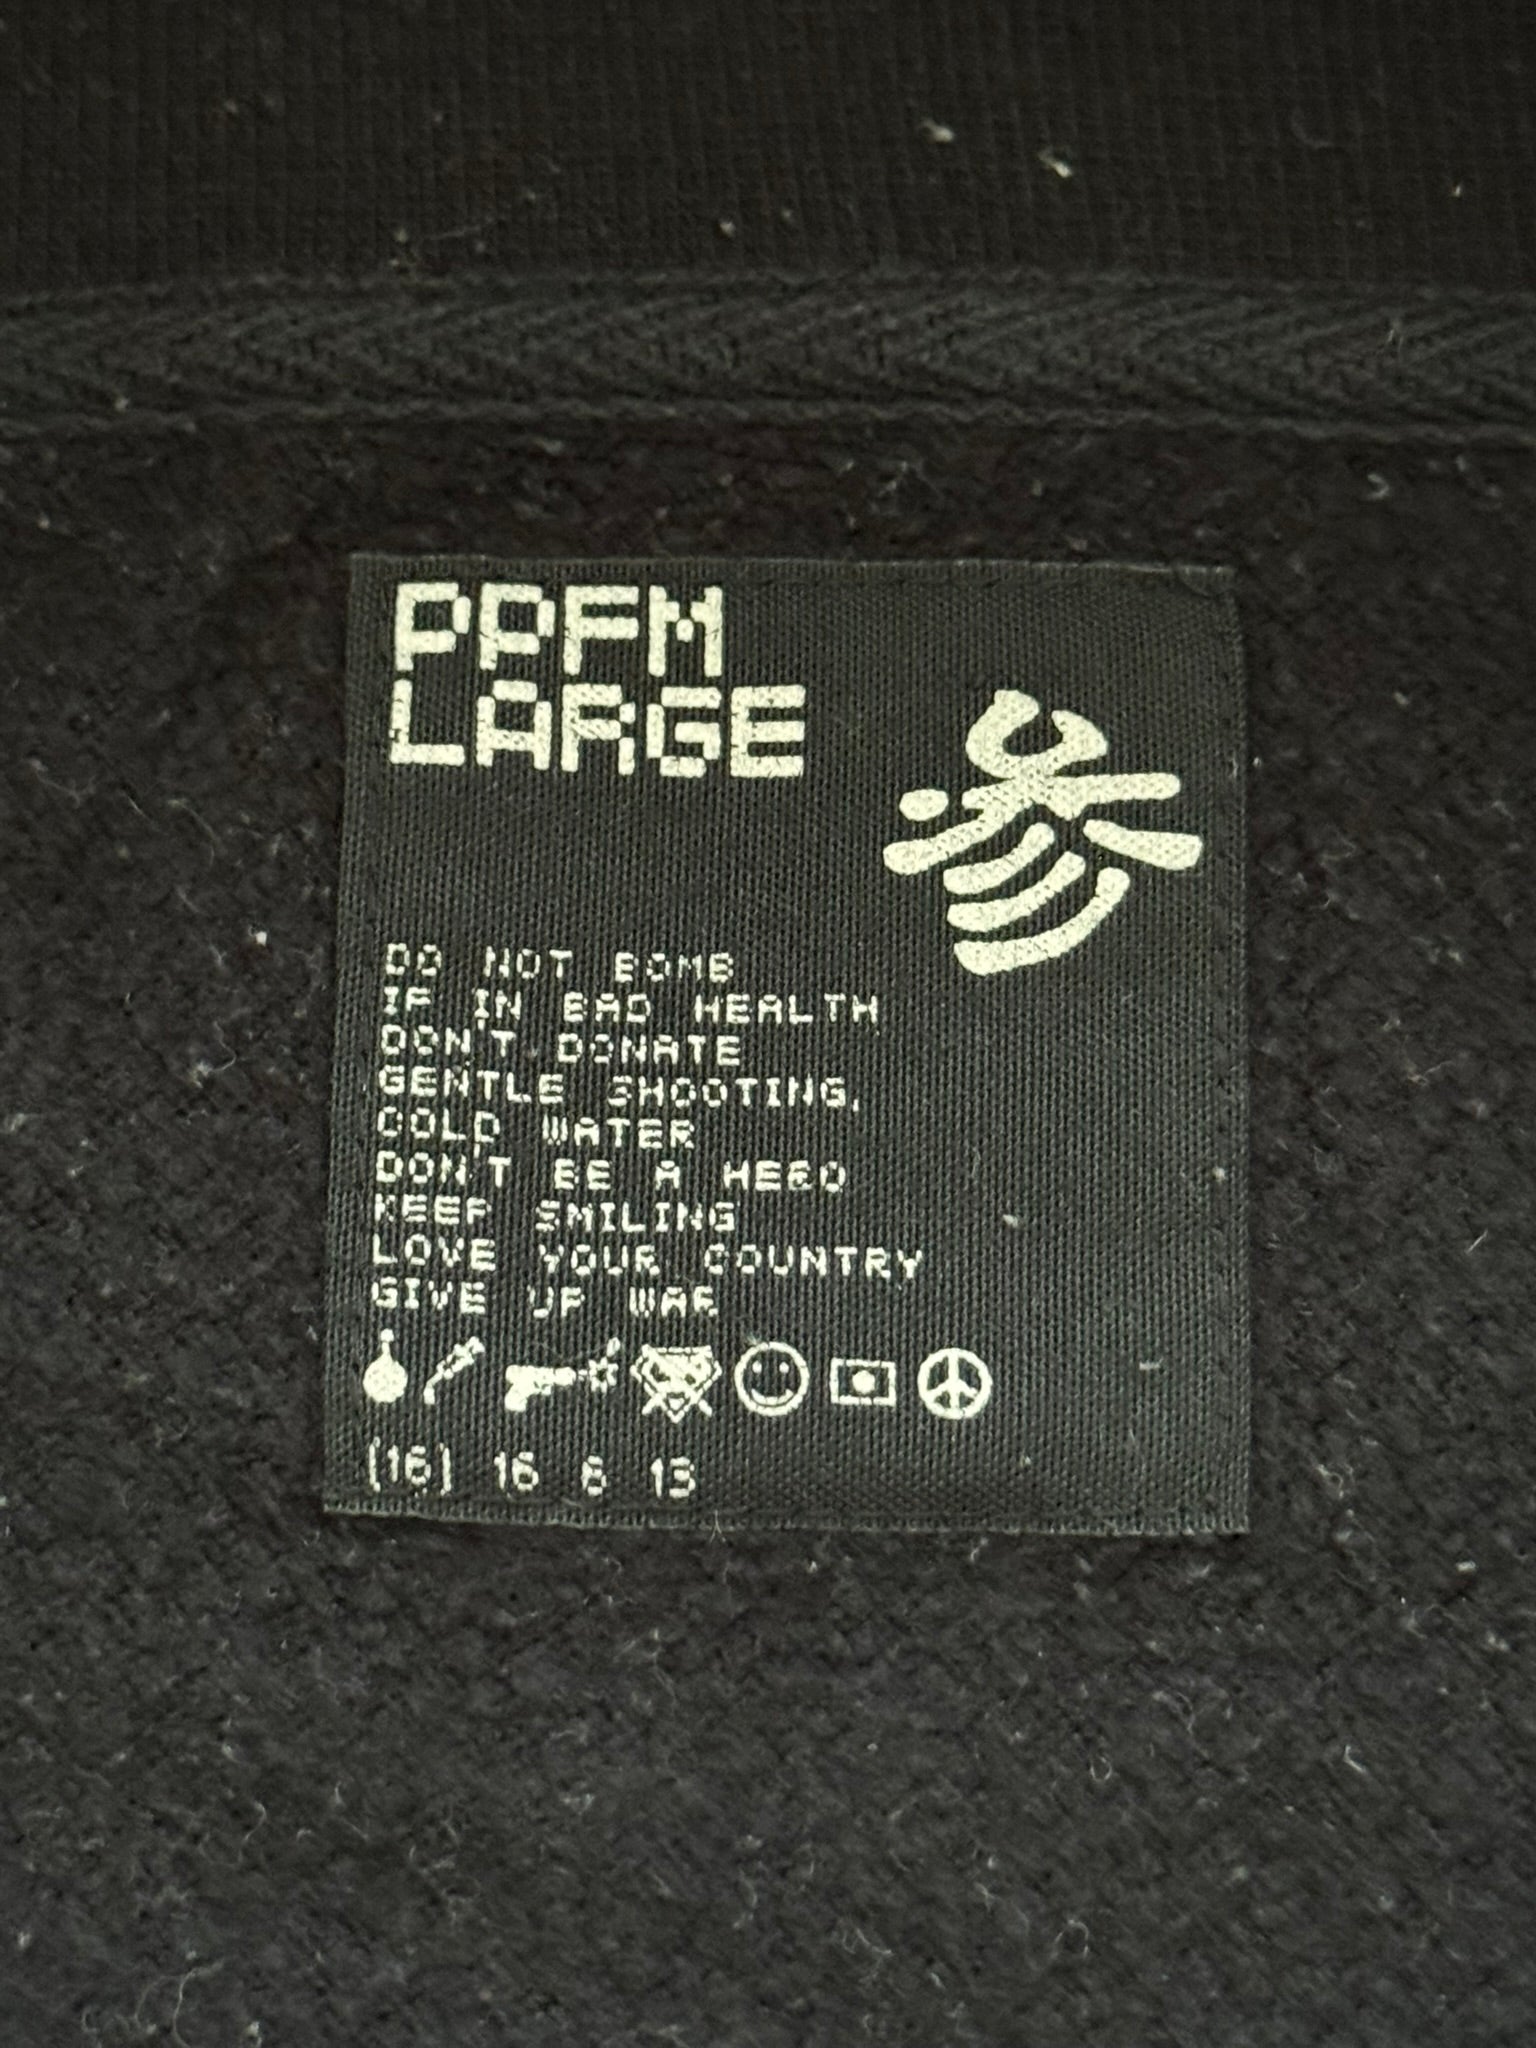 PPFM
LARGE
参
DO NOT BOMB
IF IN BAD HEALTH
DON'T DONATE
GENTLE SHOOTING,
COLD WATER
DON'T BE A HERO
KEEP SMILING
LOVE YOUR COUNTRY
GIVE UP WAR
(16) 16 6 13